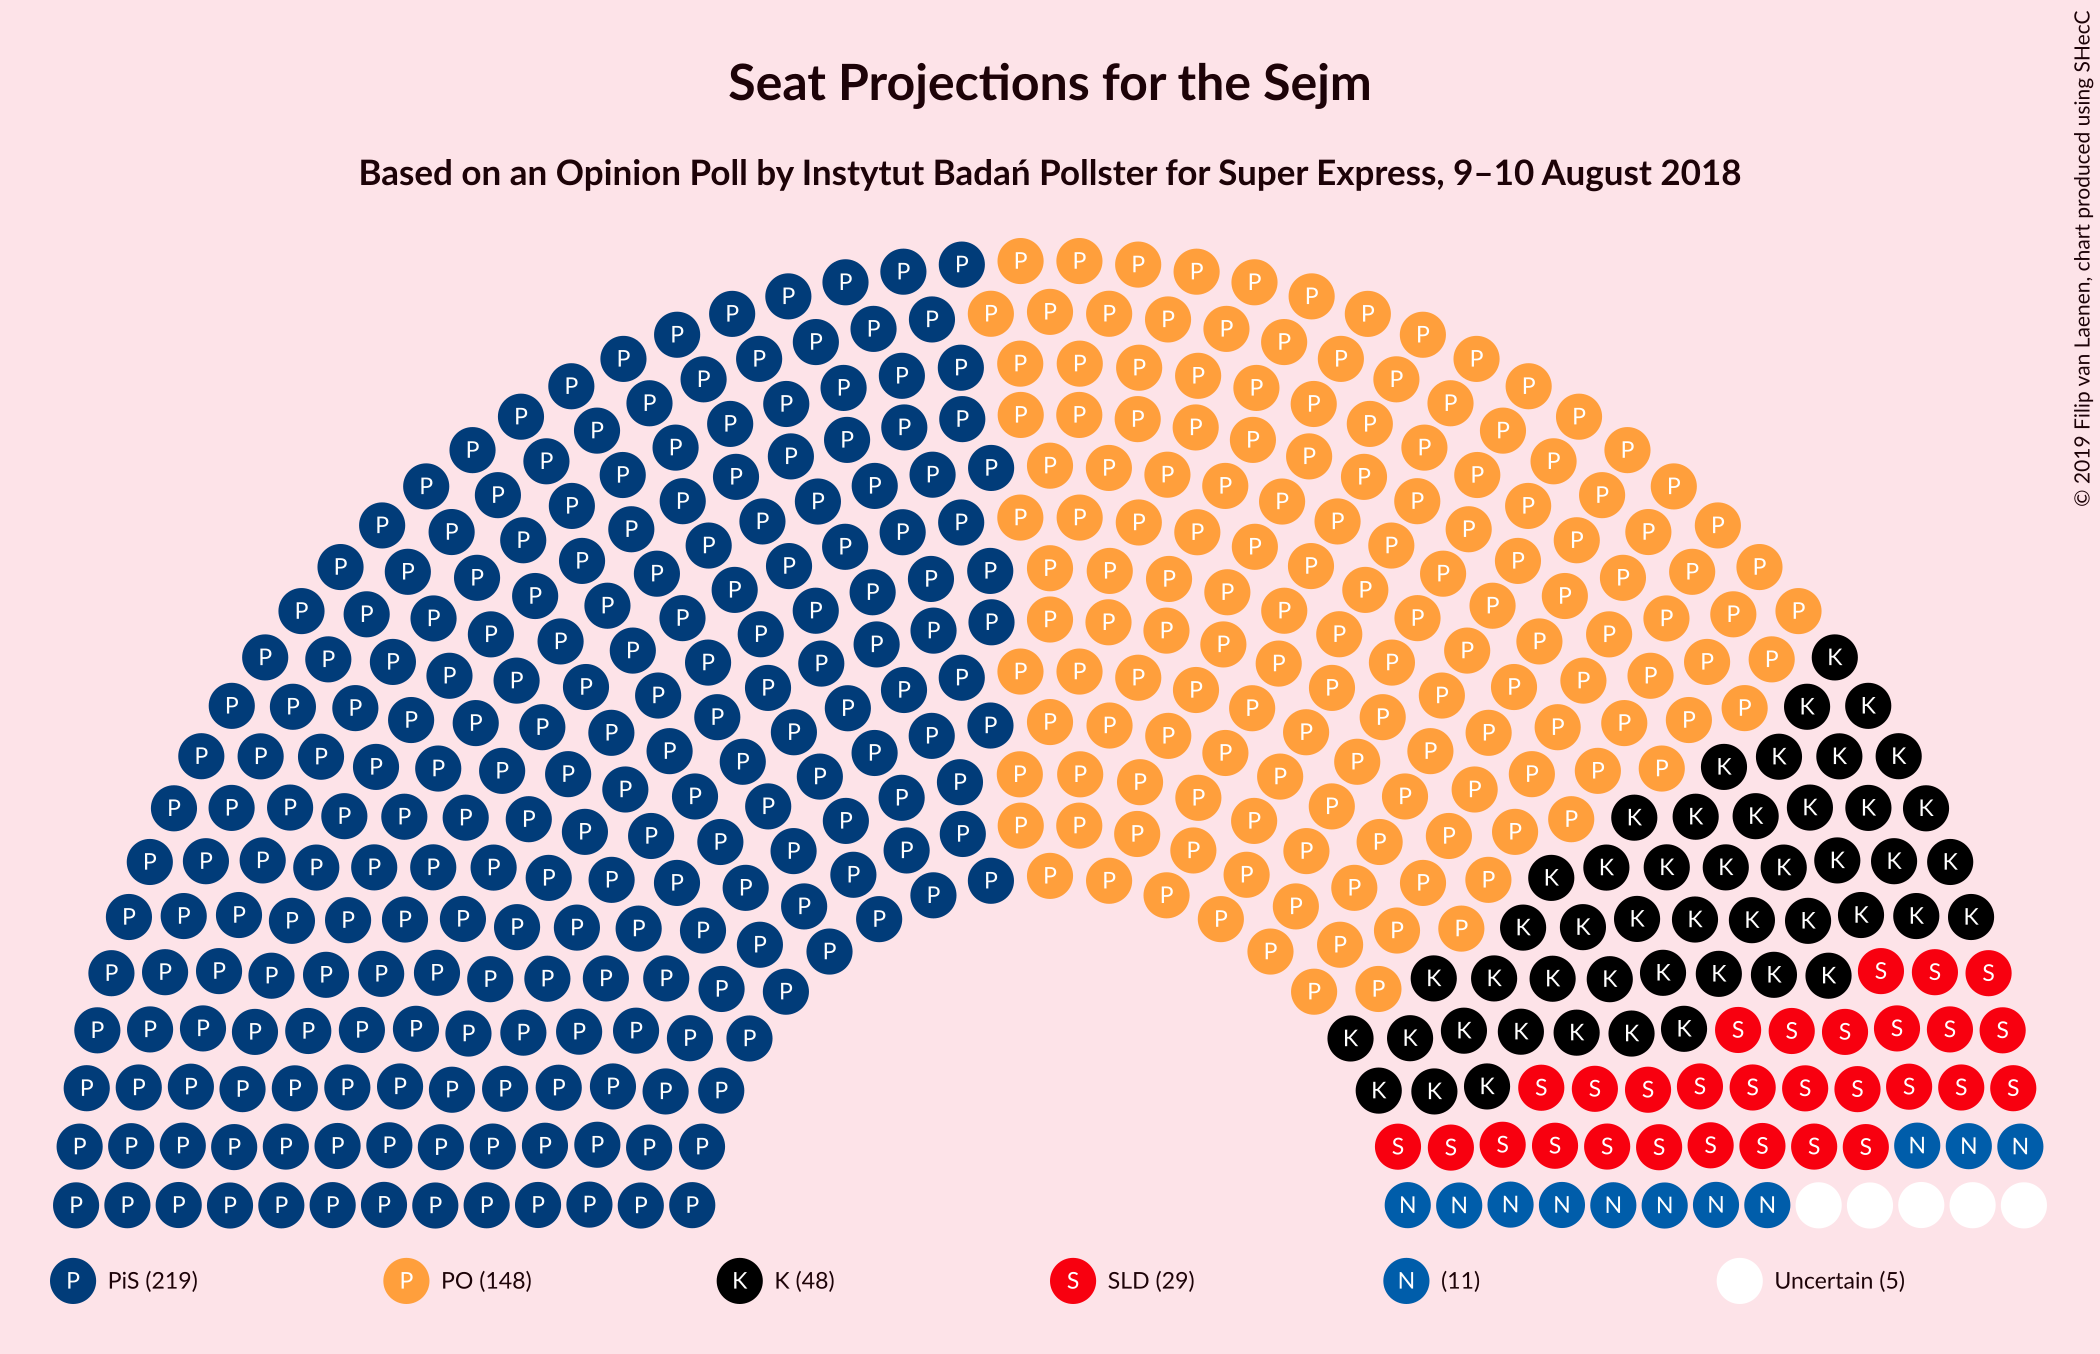 Seat Projections for the Sejm
Based on an Opinion Poll by Instytut Badań Pollster for Super Express, 9–10 August 2018
© 2019 Filip van Laenen, chart produced using SHecC
P PiS (219)
P PO (148)
K K (48)
S SLD (29)
N (11)
Uncertain (5)